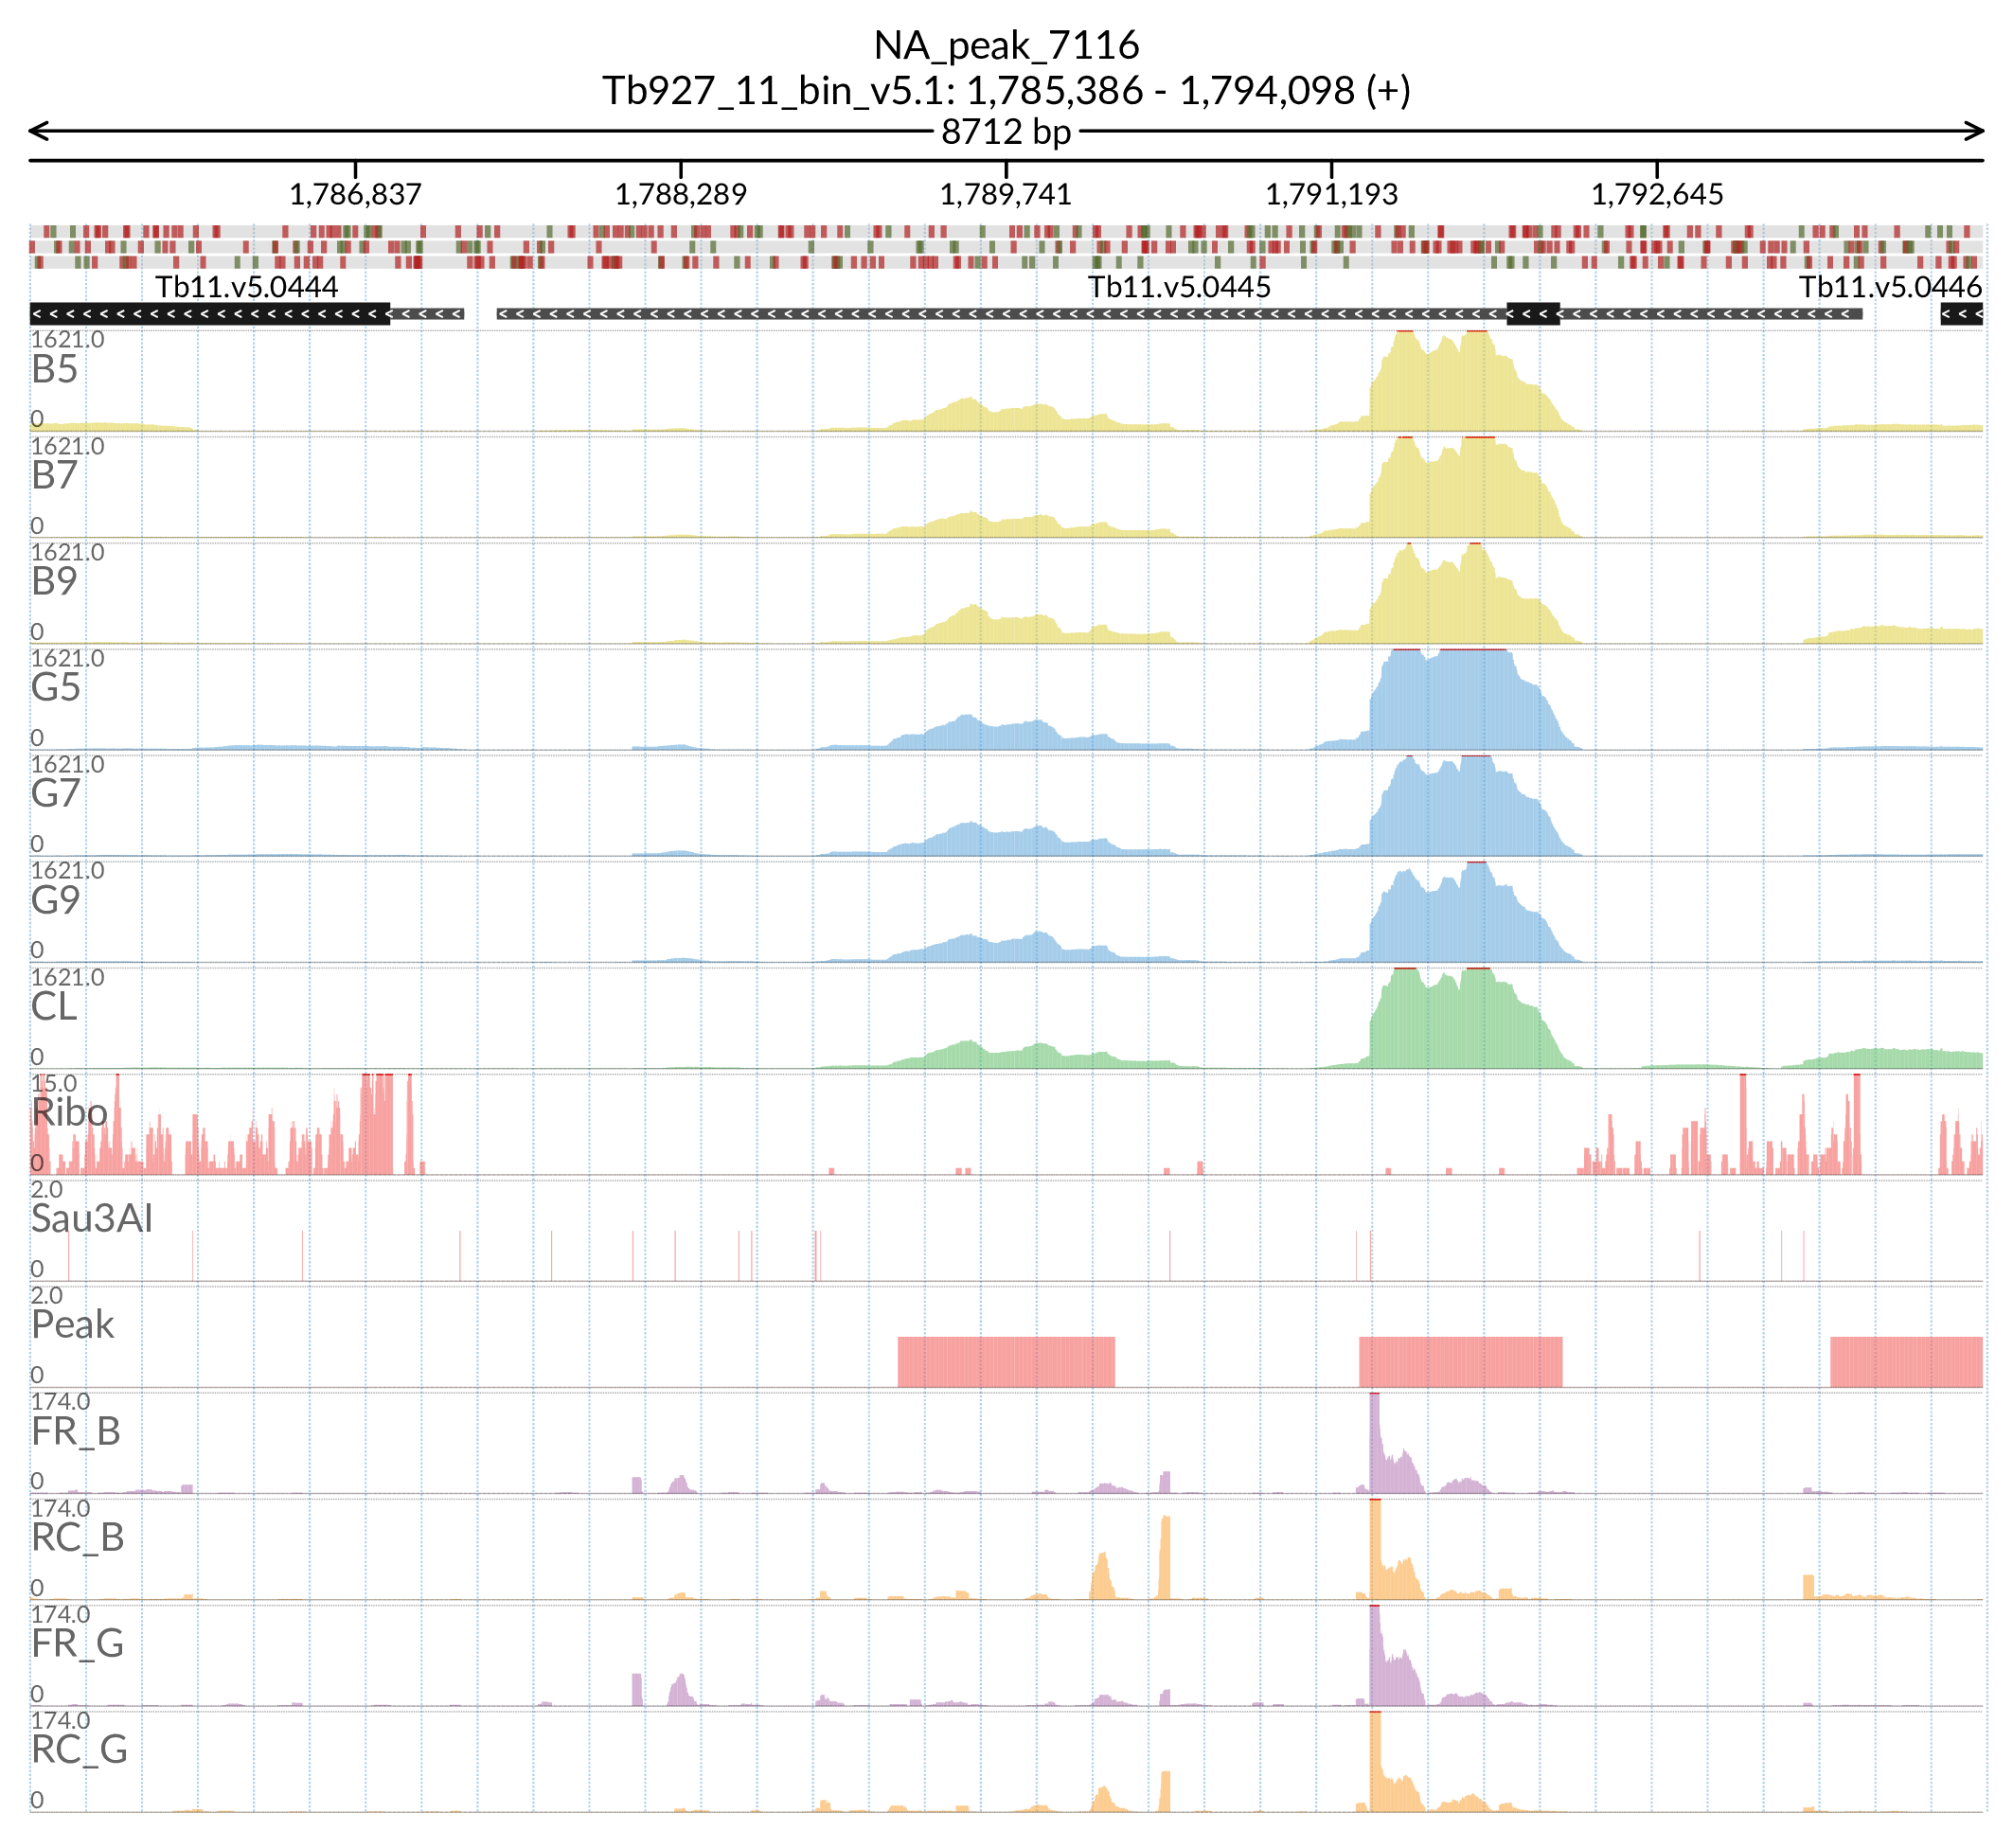 NA_peak_7116
Tb927_11_bin_v5.1: 1,785,386 - 1,794,098 (+)
8712 bp
1,786,837 1,788,289 1,789,741 1,791,193 1,792,645
Tb11.v5.0444 Tb11.v5.0445 Tb11.v5.0446
1621.0
B5
0
1621.0
B7
0
1621.0
B9
0
1621.0
G5
0
1621.0
G7
0
1621.0
G9
0
1621.0
CL
0
15.0
Ribo
0
2.0
Sau3AI
0
2.0
Peak
0
174.0
FR_B
0
174.0
RC_B
0
174.0
FR_G
0
174.0
RC_G
0